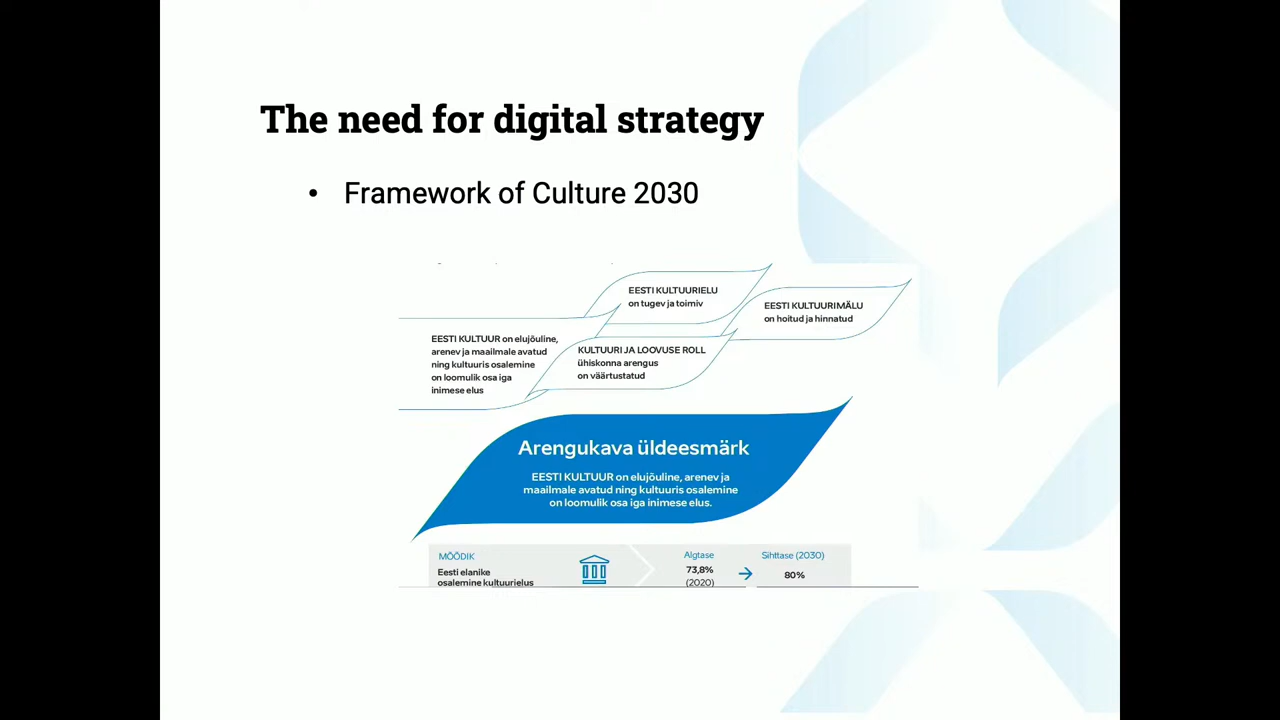 The need for digital strategy
• Framework of Culture 2030
EESTI KULTUURIELU
on tugev ja toimiv
EESTI KULTUURIMÄLU
on hoitud ja hinnatud
EESTI KULTUUR on elujõuline,
arenev ja maailmale avatud
ning kultuuris osalemine
on loomulik osa iga
inimese elus
KULTUURI JA LOOVUSE ROLL
ühiskonna arengus
on väärtustatud
Arengukava üldeesmärk
EESTI KULTUUR on elujõuline, arenev ja
maailmale avatud ning kultuuris osalemine
on loomulik osa iga inimese elus.
MÕÕDIK
Eesti elanike
osalemine kultuurielus
Algtase
73,8%
(2020)
Sihttase (2030)
80%